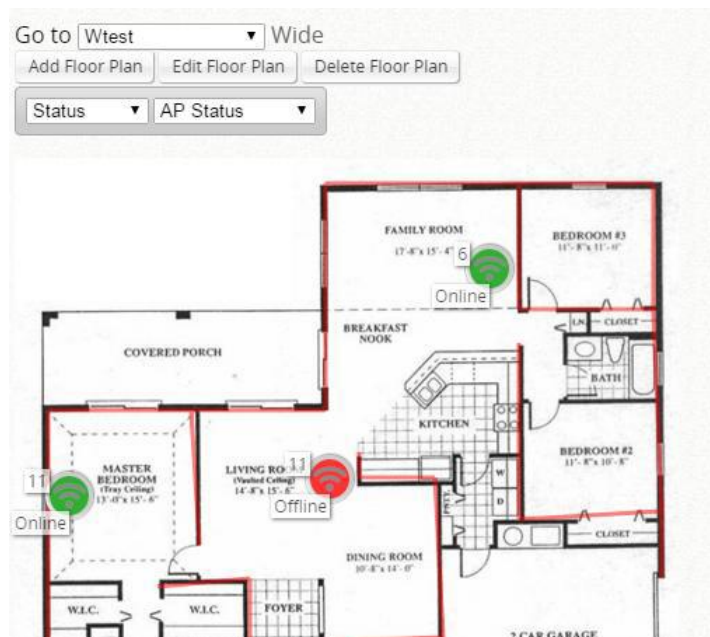 Go to Wtest Wide
Add Floor Plan Edit Floor Plan Delete Floor Plan
Status AP Status
FAMILY ROOM
17'-8"x 15'- 4"
6
Online
BEDROOM #3
11'- 8"x 11'- 0"
LN.
CLOSET
BREAKFAST
NOOK
COVERED PORCH
BATH
KITCHEN
MASTER
BEDROOM
(Tray Ceiling)
13'-0"x 15'- 6"
11
Online
LIVING RO
(Vaulted Ceiling)
14'-8"x 15'- 6"
11
Offline
BEDROOM #2
11'- 8"x 10'- 8"
W
D
PNTY.
CLOSET
DINING ROOM
10'-8"x 14'- 0"
W.I.C.
W.I.C.
FOYER
2 CAR GARAGE